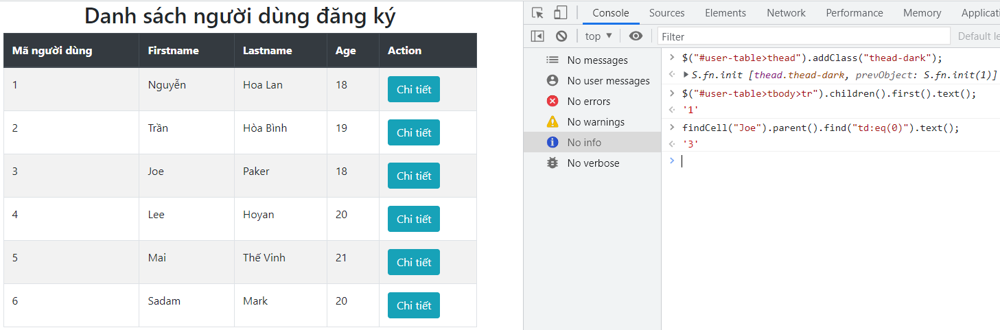 Danh sách người dùng đăng ký
Mã người dùng Firstname Lastname Age Action
1 Nguyễn Hoa Lan 18 Chi tiết
2 Trần Hòa Bình 19 Chi tiết
3 Joe Paker 18 Chi tiết
4 Lee Hoyan 20 Chi tiết
5 Mai Thế Vinh 21 Chi tiết
6 Sadam Mark 20 Chi tiết
Console Sources Elements Network Performance Memory Applicati
top Filter Default le
No messages
No user messages
No errors
No warnings
No info
No verbose
$("#user-table>thead").addClass("thead-dark");
S.fn.init [thead.thead-dark, prevObject: S.fn.init(1)]
$("#user-table>tbody>tr").children().first().text();
'1'
findCell("Joe").parent().find("td:eq(0)").text();
'3'